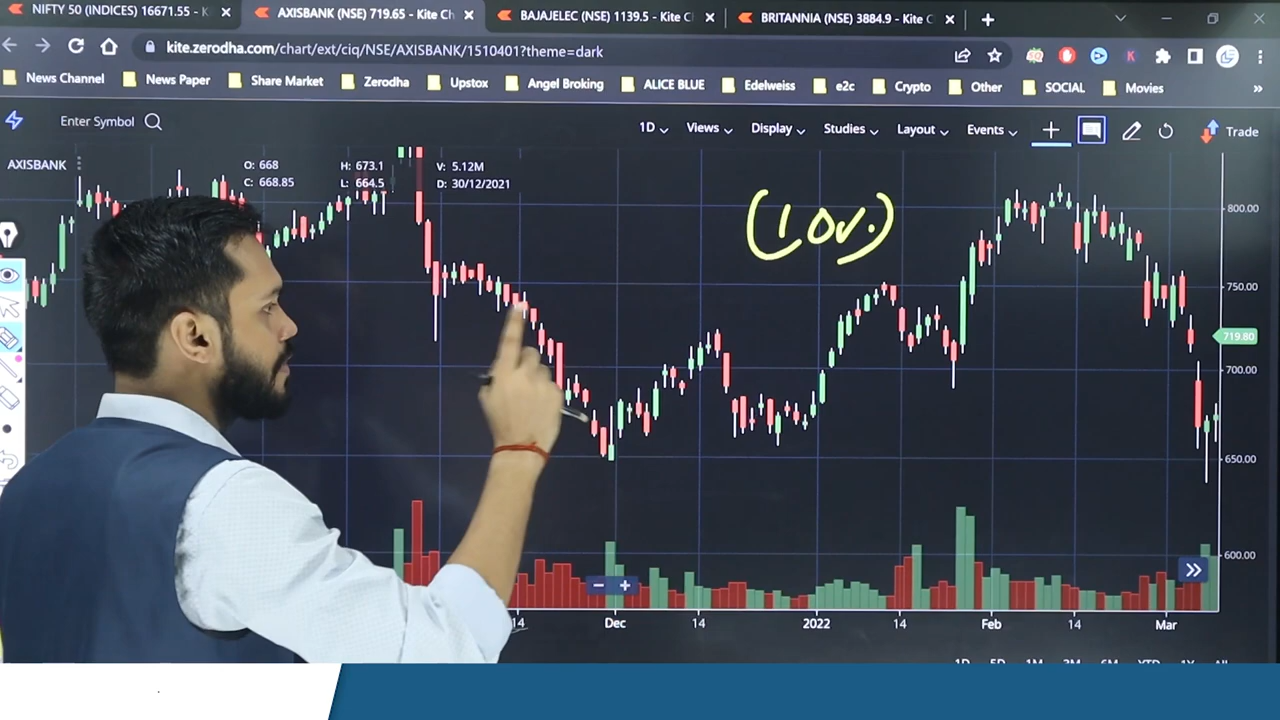 NIFTY 50 (INDICES) 16671.55 - K
AXISBANK (NSE) 719.65 - Kite Ch
BAJAJELEC (NSE) 1139.5 - Kite C
BRITANNIA (NSE) 3884.9 - Kite C
kite.zerodha.com/chart/ext/ciq/NSE/AXISBANK/1510401?theme=dark
News Channel News Paper Share Market Zerodha Upstox Angel Broking ALICE BLUE Edelweiss e2c Crypto Other SOCIAL Movies
Enter Symbol 1D Views Display Studies Layout Events Trade
AXISBANK O: 668 H: 673.1 V: 5.12M
C: 668.85 L: 664.5 D: 30/12/2021
(10%)
800.00
750.00
719.80
700.00
650.00
600.00
14 Dec 14 2022 14 Feb 14 Mar